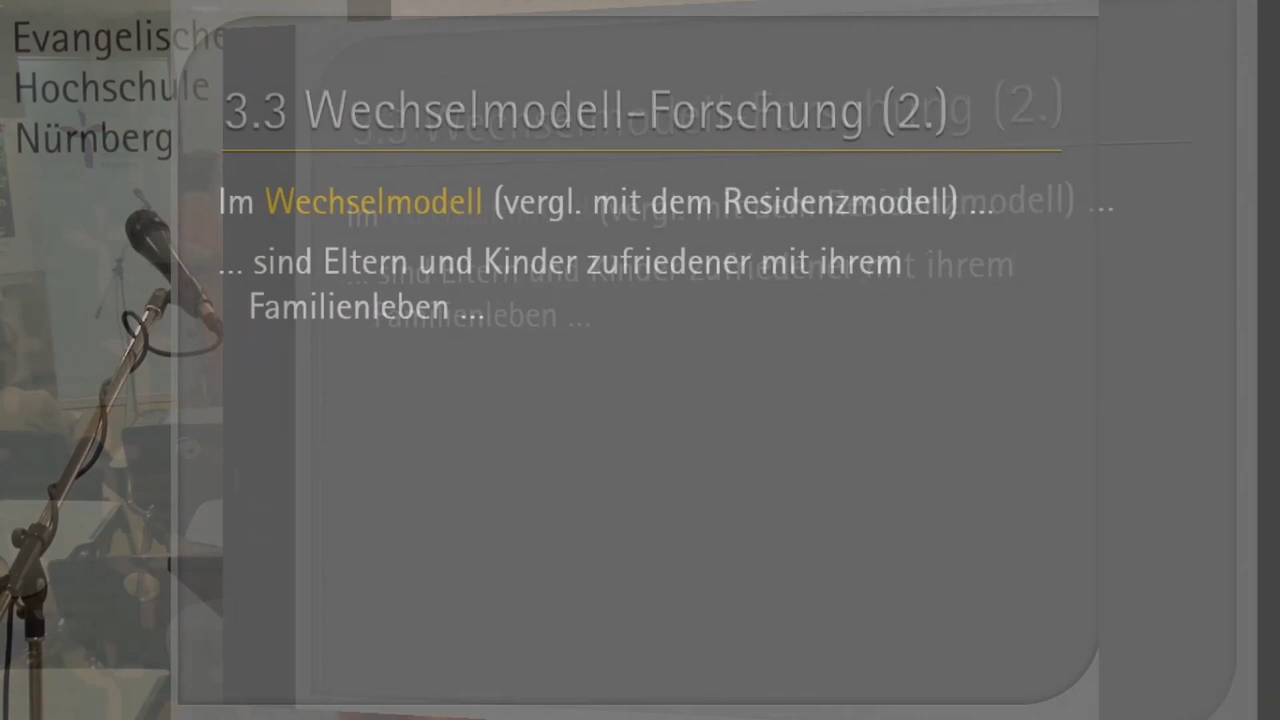 Evangelische
Hochschule
Nürnberg
3.3 Wechselmodell-Forschung (2.)
Im Wechselmodell (vergl. mit dem Residenzmodell) ...
... sind Eltern und Kinder zufriedener mit ihrem
Familienleben ...